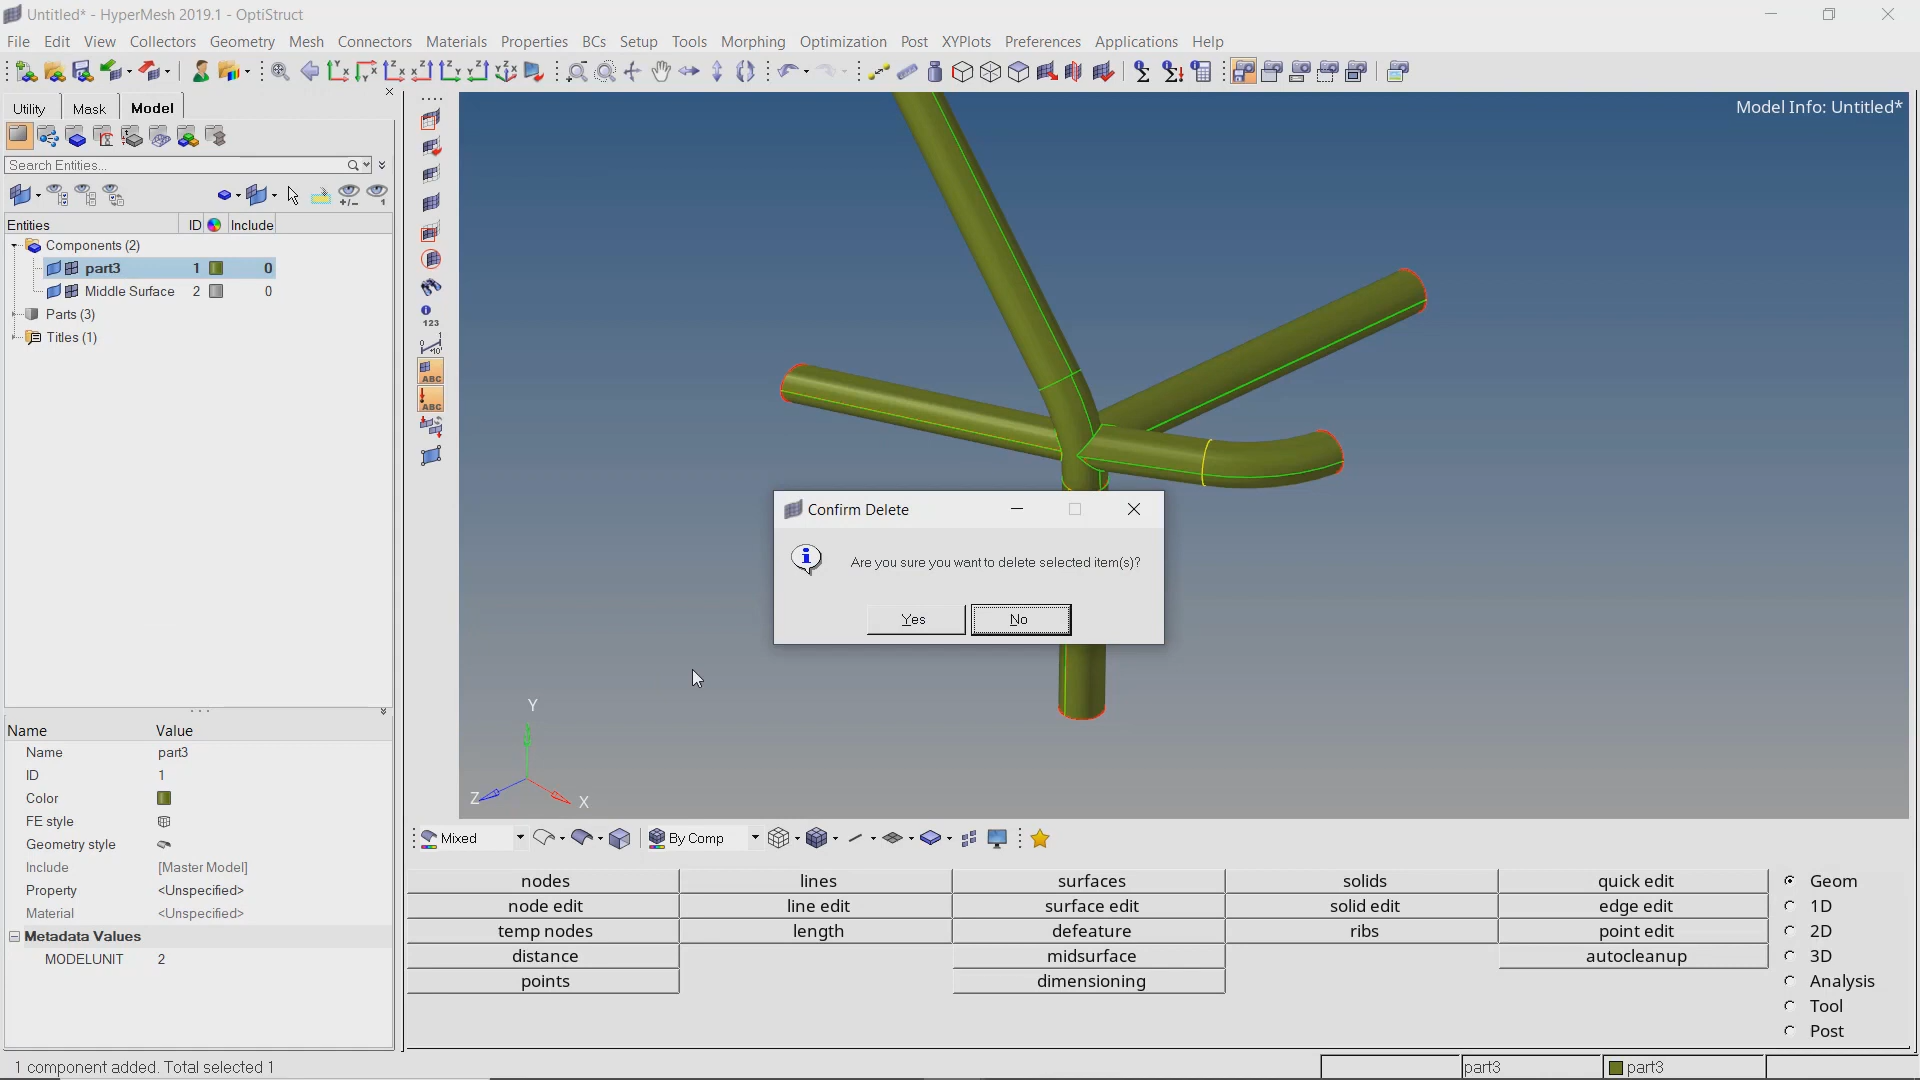 Untitled* - HyperMesh 2019.1 - OptiStruct
File Edit View Collectors Geometry Mesh Connectors Materials Properties BCs Setup Tools Morphing Optimization Post XYPlots Preferences Applications Help
Utility Mask Model
Model Info: Untitled*
Search Entities...
Entities ID Include
Components (2)
part3 1 0
Middle Surface 2 0
Parts (3)
Titles (1)
123
ABC
ABC
Confirm Delete
Are you sure you want to delete selected item(s)?
Yes No
Y
Z X
Name Value
Name part3
ID 1
Color
FE style
Geometry style
Include [Master Model]
Property <Unspecified>
Material <Unspecified>
Metadata Values
MODELUNIT 2
Mixed By Comp
nodes lines surfaces solids quick edit Geom
node edit line edit surface edit solid edit edge edit 1D
temp nodes length defeature ribs point edit 2D
distance midsurface autocleanup 3D
points dimensioning Analysis
Tool
Post
1 component added. Total selected 1 part3 part3